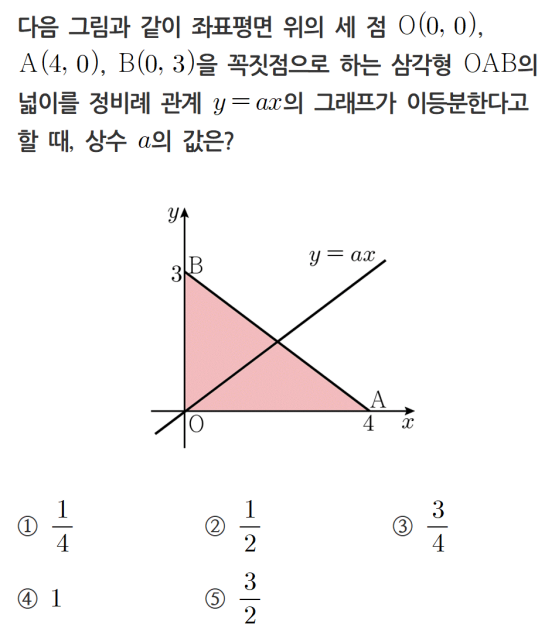 다음 그림과 같이 좌표평면 위의 세 점 O(0, 0),
A(4, 0), B(0, 3)을 꼭짓점으로 하는 삼각형 OAB의
넓이를 정비례 관계 y=ax의 그래프가 이등분한다고
할 때, 상수 a의 값은?
y
3 B
y=ax
A
O
4
x
① 1/4 ② 1/2 ③ 3/4
④ 1 ⑤ 3/2